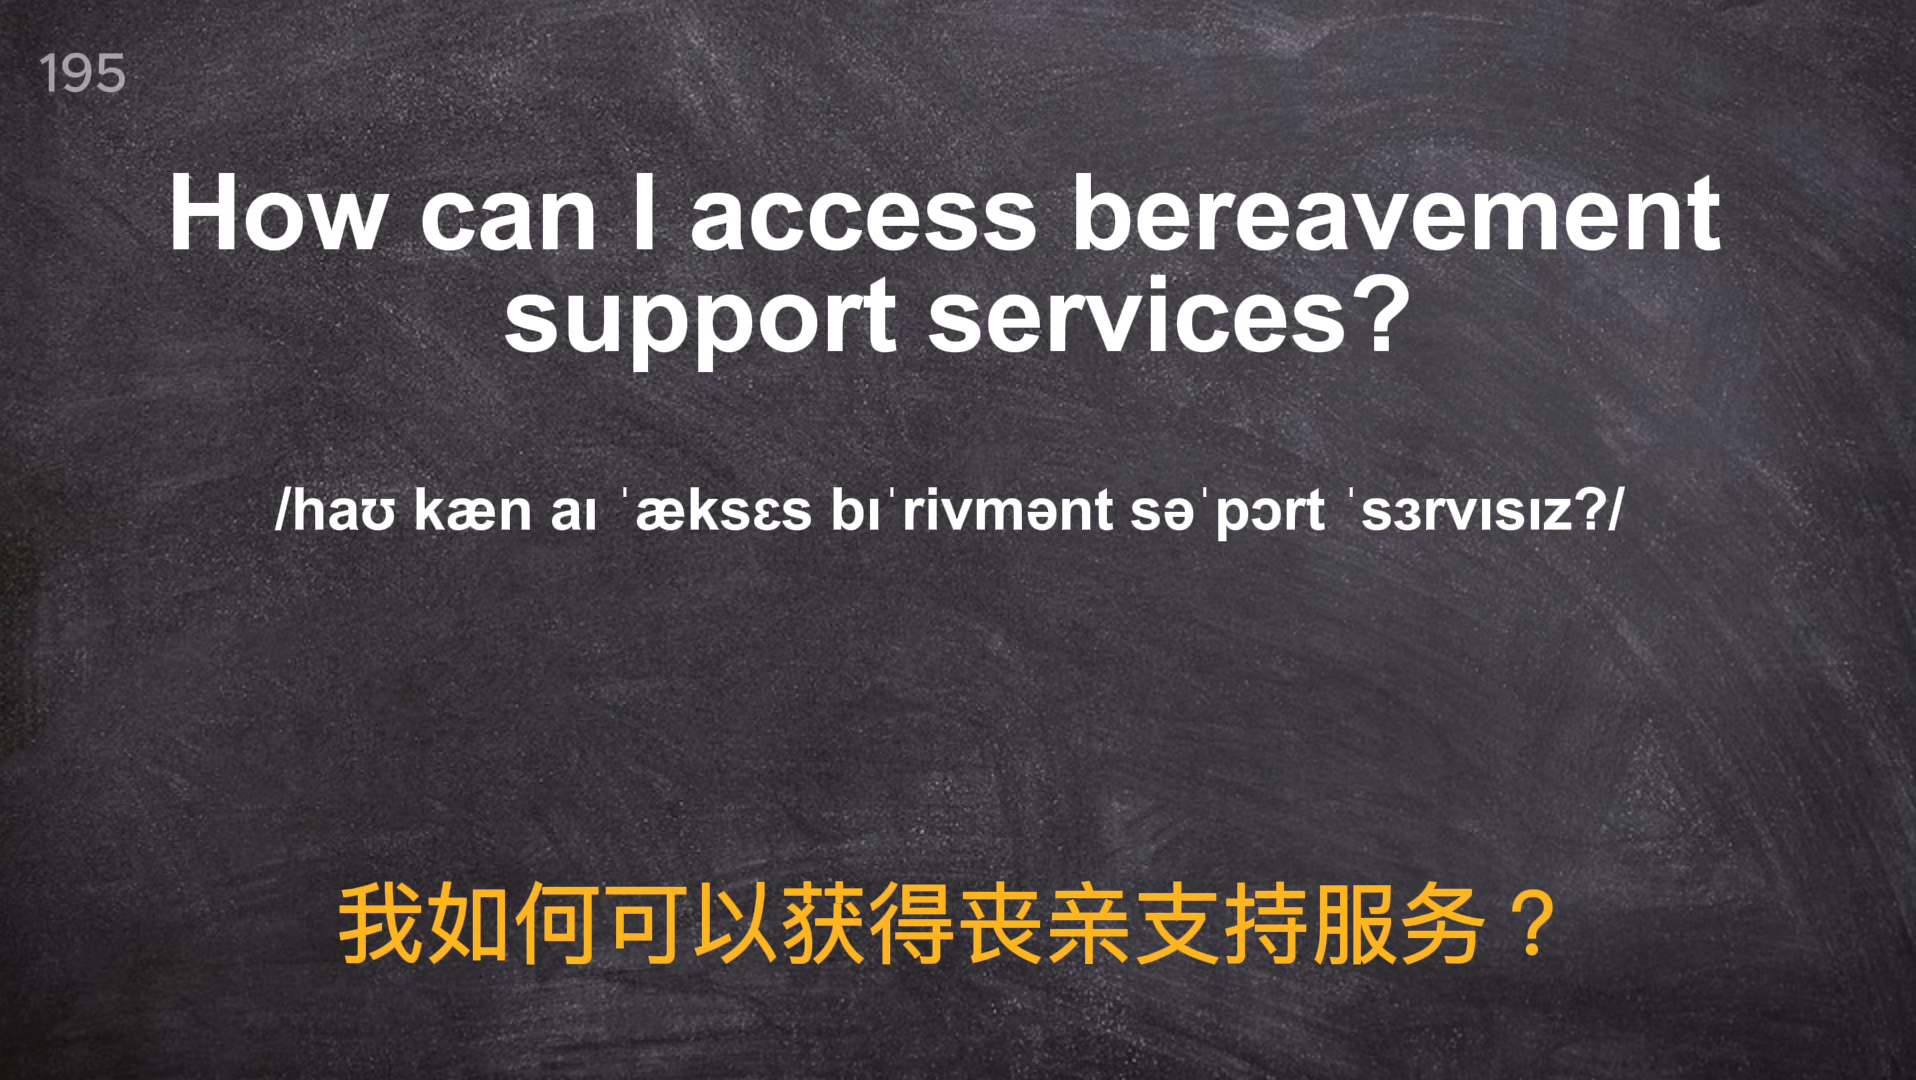 195
How can I access bereavement
support services?
/haʊ kæn aɪ ˈæksɛs bɪˈrivmənt səˈpɔrt ˈsɜrvɪsɪz?/
我如何可以获得丧亲支持服务？